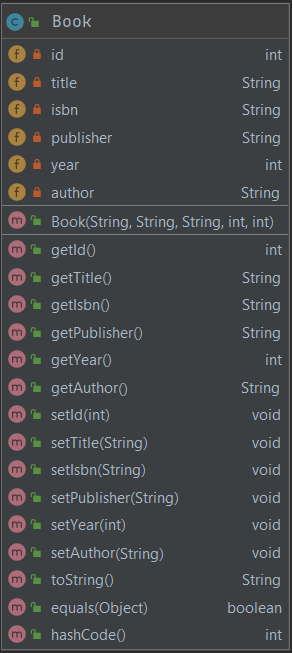 C Book
f id int
f title String
f isbn String
f publisher String
f year int
f author String
m Book(String, String, String, int, int)
m getId() int
m getTitle() String
m getIsbn() String
m getPublisher() String
m getYear() int
m getAuthor() String
m setId(int) void
m setTitle(String) void
m setIsbn(String) void
m setPublisher(String) void
m setYear(int) void
m setAuthor(String) void
m toString() String
m equals(Object) boolean
m hashCode() int